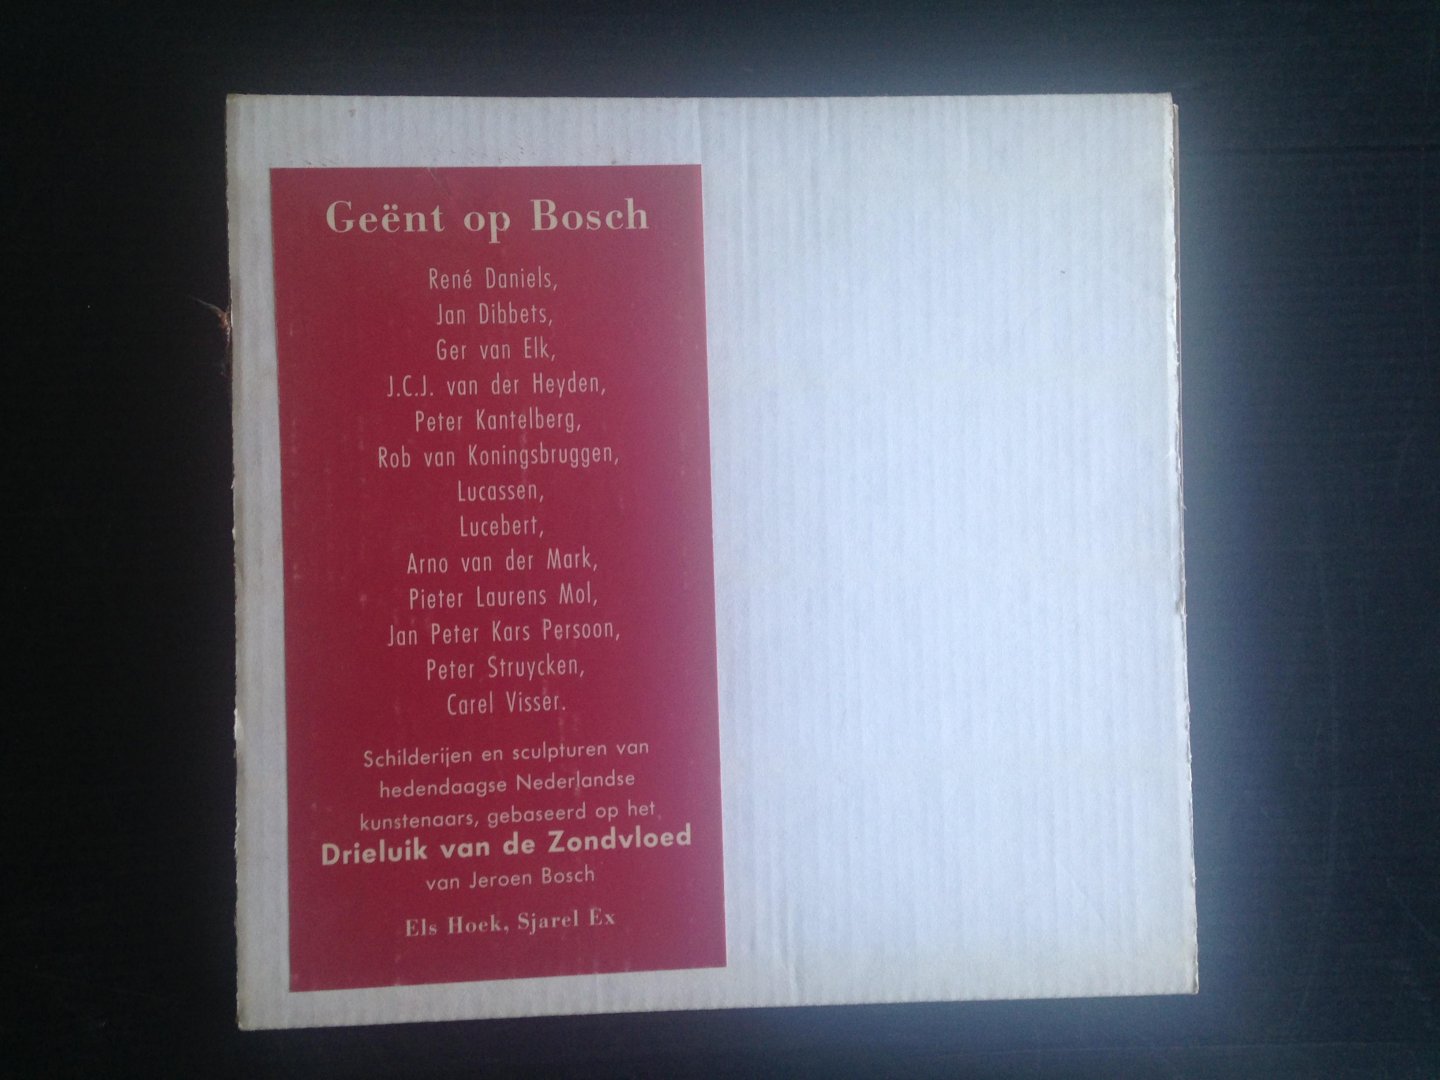 Geënt op Bosch
René Daniels,
Jan Dibbets,
Ger van Elk,
J.C.J. van der Heyden,
Peter Kantelberg,
Rob van Koningsbruggen,
Lucassen,
Lucebert,
Arno van der Mark,
Pieter Laurens Mol,
Jan Peter Kars Persoon,
Peter Struycken,
Carel Visser.
Schilderijen en sculpturen van
hedendaagse Nederlandse
kunstenaars, gebaseerd op het
Drieluik van de Zondvloed
van Jeroen Bosch
Els Hoek, Sjarel Ex